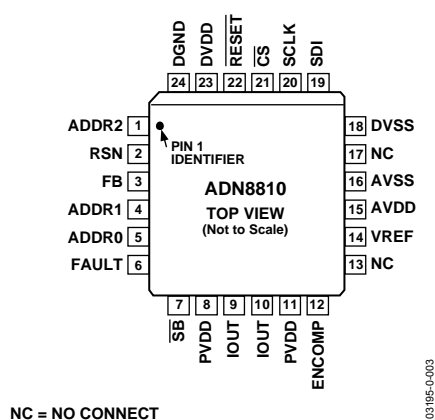 DGND
DVDD
RESET
CS
SCLK
SDI
24 23 22 21 20 19
ADDR2 1
RSN 2
FB 3
ADDR1 4
ADDR0 5
FAULT 6
PIN 1
IDENTIFIER
ADN8810
TOP VIEW
(Not to Scale)
18 DVSS
17 NC
16 AVSS
15 AVDD
14 VREF
13 NC
7 8 9 10 11 12
SB
PVDD
IOUT
IOUT
PVDD
ENCOMP
NC = NO CONNECT
03195-0-003